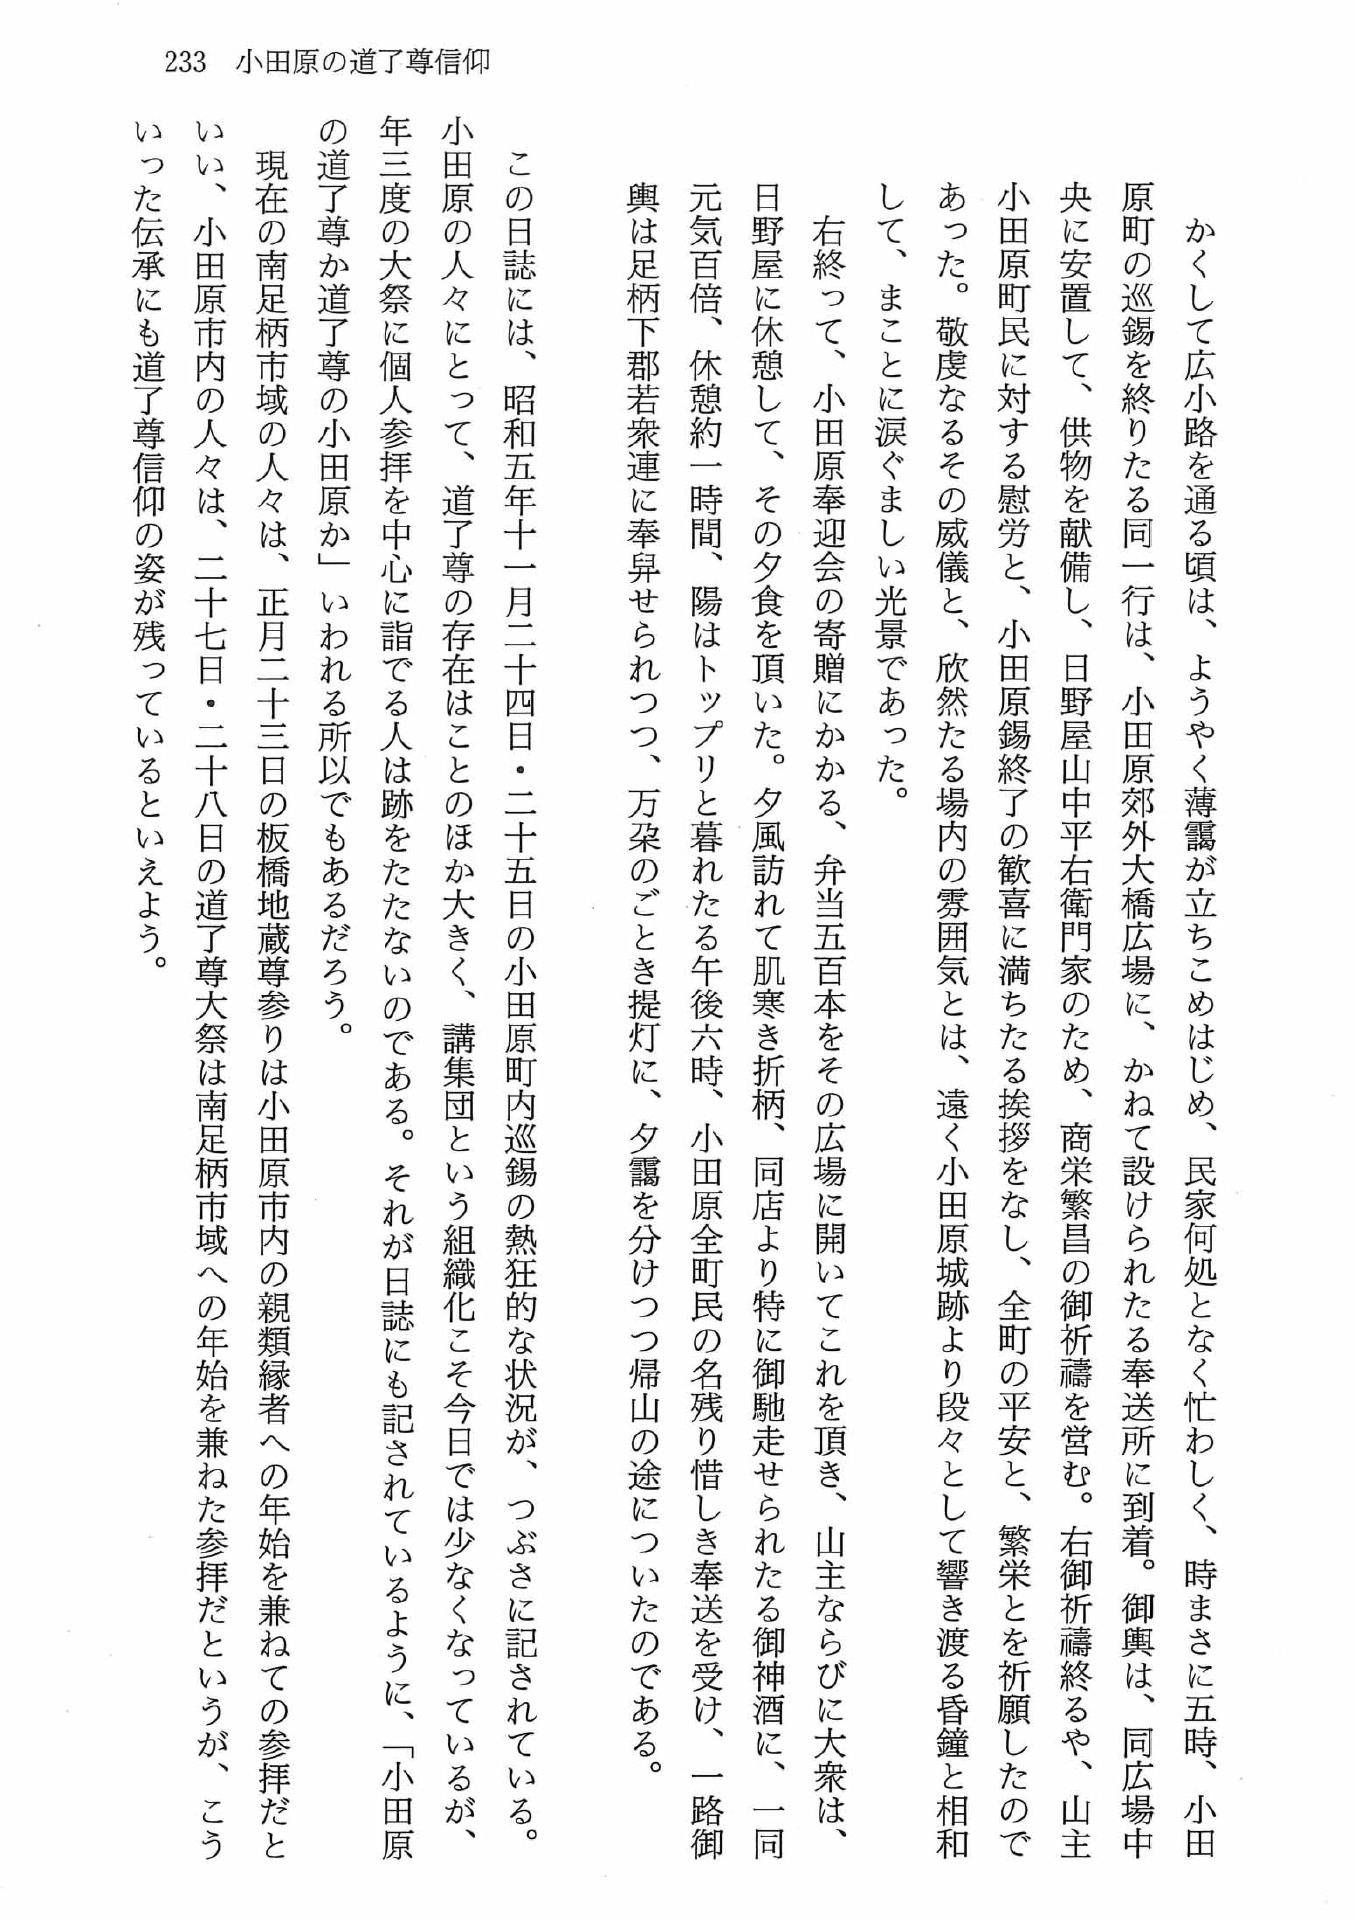 233　小田原の道了尊信仰
かくして広小路を通る頃は、ようやく薄靄が立ちこめはじめ、民家何処となく忙わしく、時まさに五時、小田
原町の巡錫を終りたる同一行は、小田原郊外大橋広場に、かねて設けられたる奉送所に到着。御輿は、同広場中
央に安置して、供物を献備し、日野屋山中平右衛門家のため、商栄繁昌の御祈禱を営む。右御祈禱終るや、山主
小田原町民に対する慰労と、小田原錫終了の歓喜に満ちたる挨拶をなし、全町の平安と、繁栄とを祈願したので
あった。敬虔なるその威儀と、欣然たる場内の雰囲気とは、遠く小田原城跡より段々として響き渡る昏鐘と相和
して、まことに涙ぐましい光景であった。
右終って、小田原奉迎会の寄贈にかかる、弁当五百本をその広場に開いてこれを頂き、山主ならびに大衆は、
日野屋に休憩して、その夕食を頂いた。夕風訪れて肌寒き折柄、同店より特に御馳走せられたる御神酒に、一同
元気百倍、休憩約一時間、陽はトップリと暮れたる午後六時、小田原全町民の名残り惜しき奉送を受け、一路御
輿は足柄下郡若衆連に奉舁せられつつ、万朶のごとき提灯に、夕靄を分けつつ帰山の途についたのである。
この日誌には、昭和五年十一月二十四日・二十五日の小田原町内巡錫の熱狂的な状況が、つぶさに記されている。
小田原の人々にとって、道了尊の存在はことのほか大きく、講集団という組織化こそ今日では少なくなっているが、
年三度の大祭に個人参拝を中心に詣でる人は跡をたたないのである。それが日誌にも記されているように、「小田原
の道了尊か道了尊の小田原か」いわれる所以でもあるだろう。
現在の南足柄市域の人々は、正月二十三日の板橋地蔵尊参りは小田原市内の親類縁者への年始を兼ねての参拝だと
いい、小田原市内の人々は、二十七日・二十八日の道了尊大祭は南足柄市域への年始を兼ねた参拝だというが、こう
いった伝承にも道了尊信仰の姿が残っているといえよう。